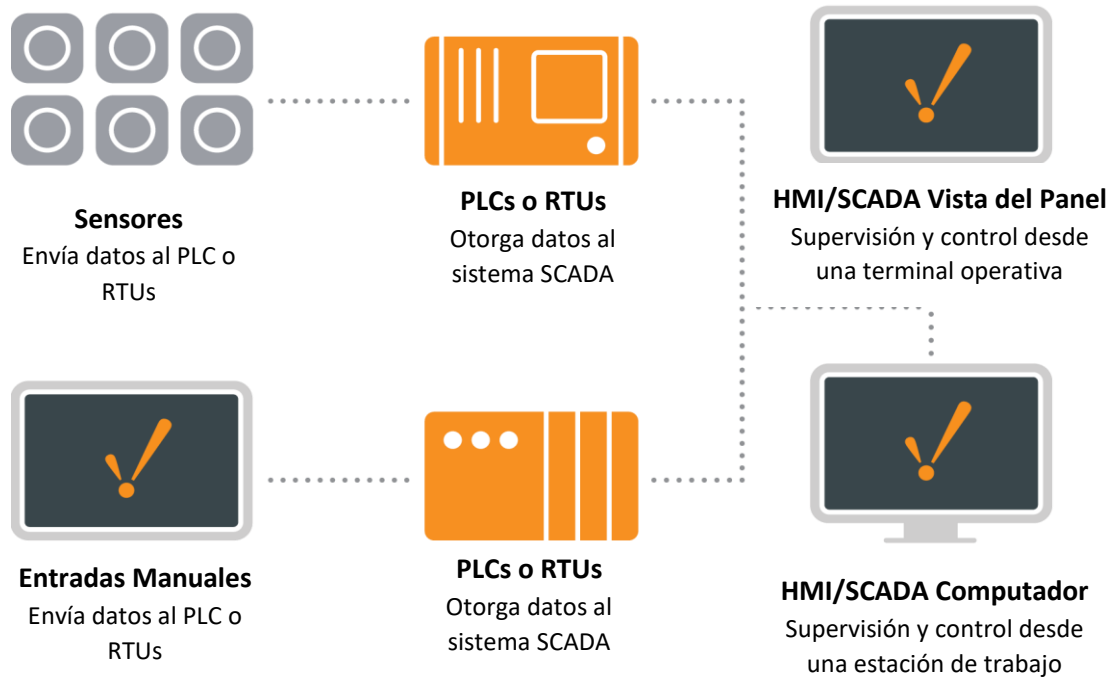 Sensores
Envía datos al PLC o
RTUs
PLCs o RTUs
Otorga datos al
sistema SCADA
HMI/SCADA Vista del Panel
Supervisión y control desde
una terminal operativa
Entradas Manuales
Envía datos al PLC o
RTUs
PLCs o RTUs
Otorga datos al
sistema SCADA
HMI/SCADA Computador
Supervisión y control desde
una estación de trabajo